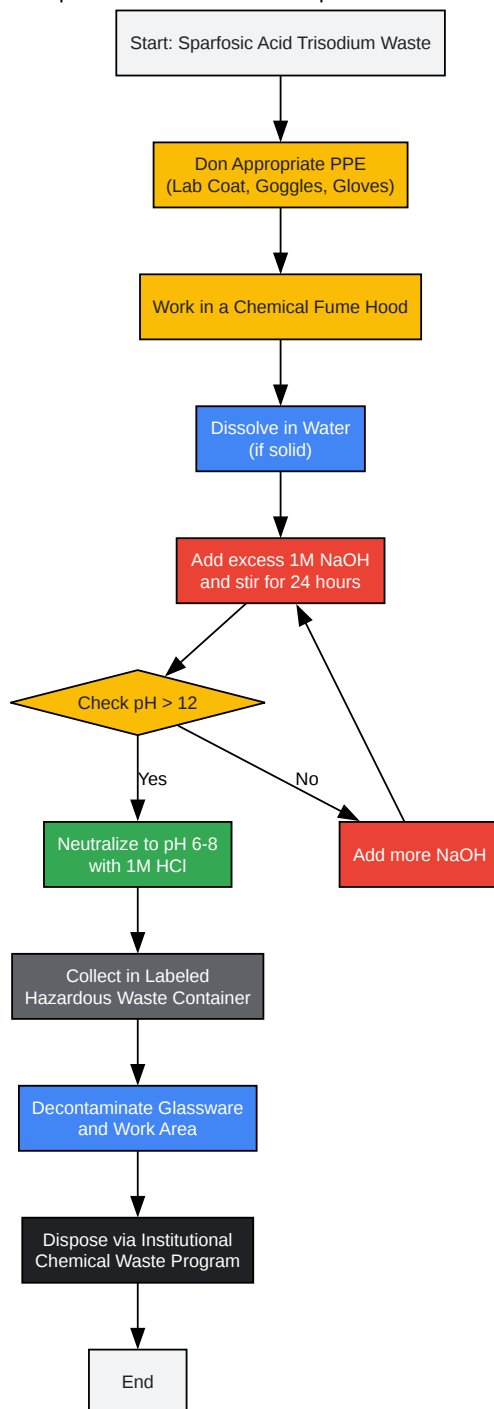 Start: Sparfosic Acid Trisodium Waste
Don Appropriate PPE
(Lab Coat, Goggles, Gloves)
Work in a Chemical Fume Hood
Dissolve in Water
(if solid)
Add excess 1M NaOH
and stir for 24 hours
Check pH > 12
Yes
No
Neutralize to pH 6-8
with 1M HCl
Add more NaOH
Collect in Labeled
Hazardous Waste Container
Decontaminate Glassware
and Work Area
Dispose via Institutional
Chemical Waste Program
End